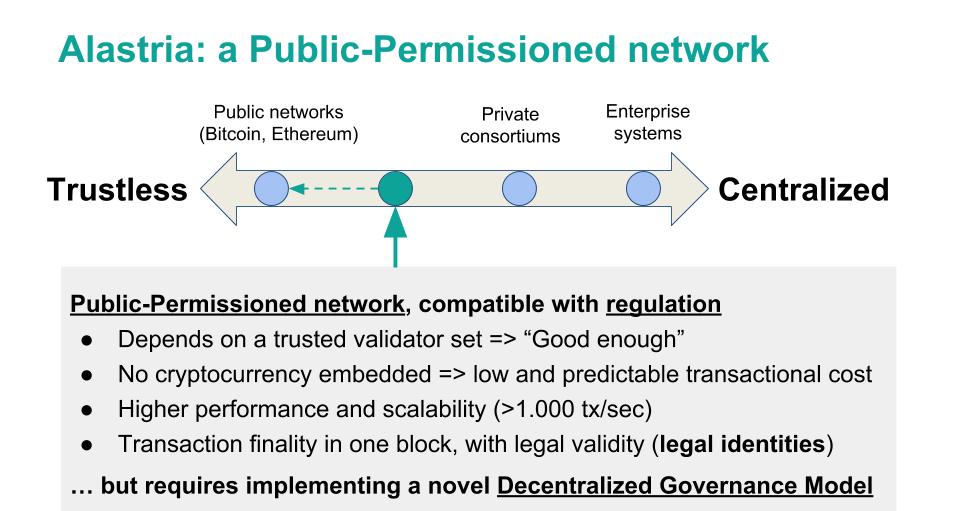 Alastria: a Public-Permissioned network
Public networks
(Bitcoin, Ethereum)
Private
consortiums
Enterprise
systems
Trustless
Centralized
Public-Permissioned network, compatible with regulation
● Depends on a trusted validator set => “Good enough”
● No cryptocurrency embedded => low and predictable transactional cost
● Higher performance and scalability (>1.000 tx/sec)
● Transaction finality in one block, with legal validity (legal identities)
… but requires implementing a novel Decentralized Governance Model